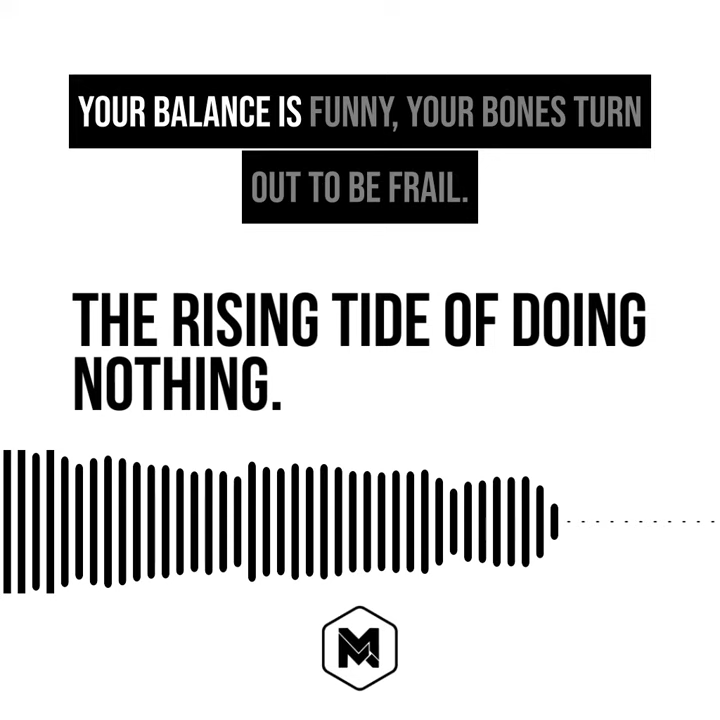 YOUR BALANCE IS FUNNY, YOUR BONES TURN
OUT TO BE FRAIL.
THE RISING TIDE OF DOING
NOTHING.
M